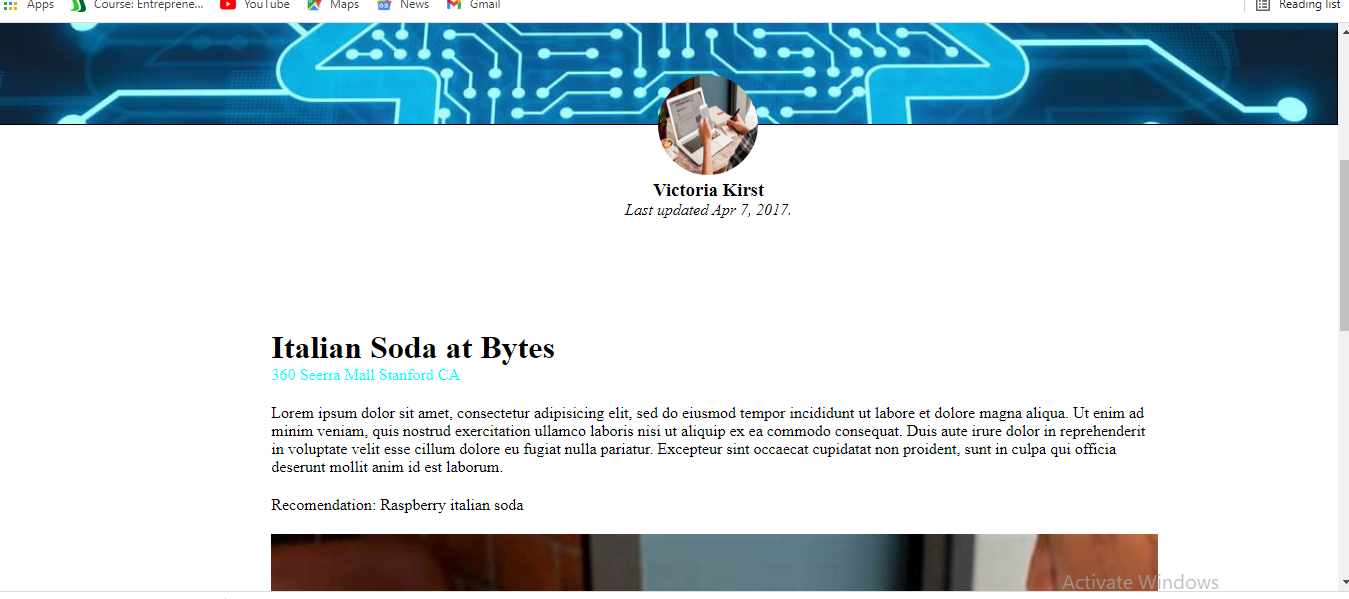 Apps Course: Entreprene... YouTube Maps News Gmail Reading list
Victoria Kirst
Last updated Apr 7, 2017.
Italian Soda at Bytes
360 Seerra Mall Stanford CA
Lorem ipsum dolor sit amet, consectetur adipisicing elit, sed do eiusmod tempor incididunt ut labore et dolore magna aliqua. Ut enim ad
minim veniam, quis nostrud exercitation ullamco laboris nisi ut aliquip ex ea commodo consequat. Duis aute irure dolor in reprehenderit
in voluptate velit esse cillum dolore eu fugiat nulla pariatur. Excepteur sint occaecat cupidatat non proident, sunt in culpa qui officia
deserunt mollit anim id est laborum.
Recomendation: Raspberry italian soda
Activate Windows